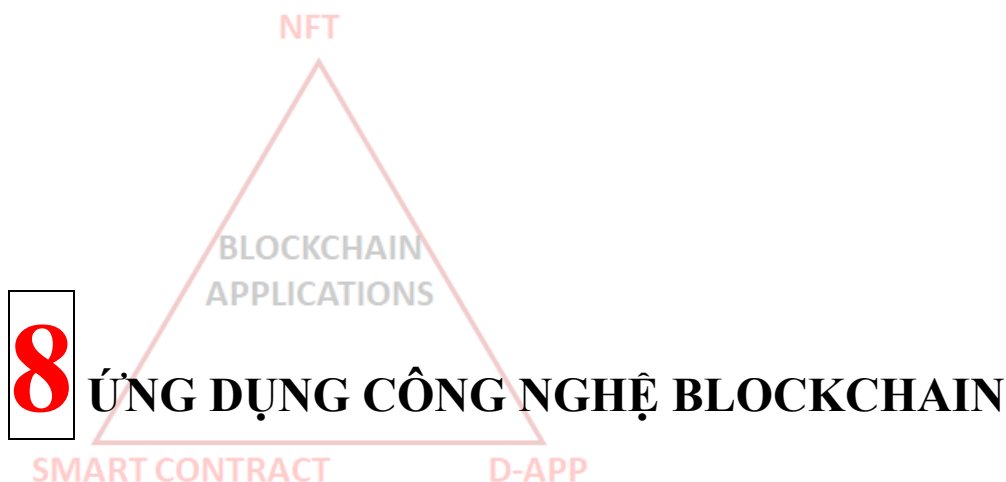 NFT
BLOCKCHAIN
APPLICATIONS
8 ỨNG DỤNG CÔNG NGHỆ BLOCKCHAIN
SMART CONTRACT D-APP